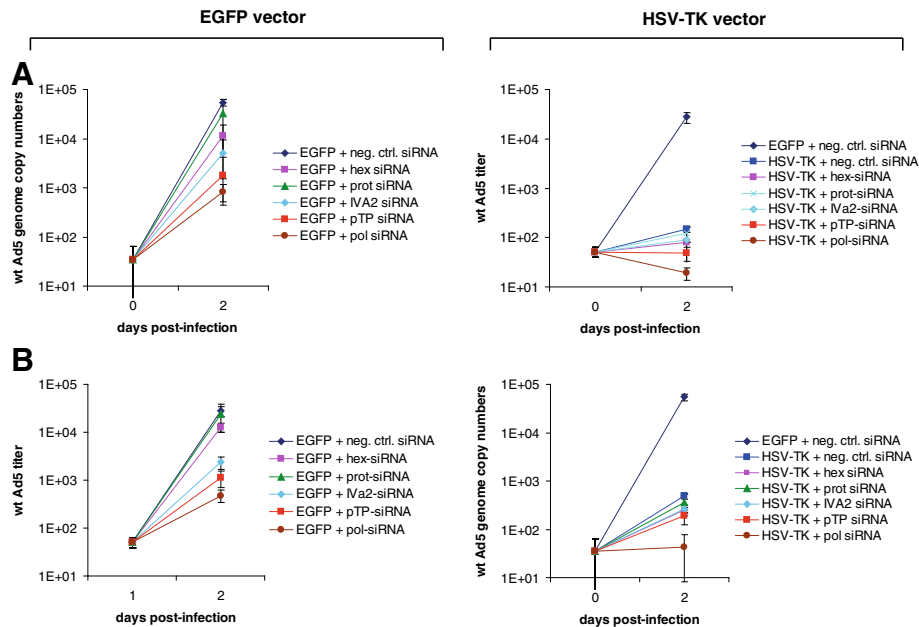 EGFP vector
HSV-TK vector
A
wt Ad5 genome copy numbers
1E+05
1E+04
1E+03
1E+02
1E+01
0
2
days post-infection
EGFP + neg. ctrl. siRNA
EGFP + hex siRNA
EGFP + prot siRNA
EGFP + IVA2 siRNA
EGFP + pTP siRNA
EGFP + pol siRNA
wt Ad5 titer
1E+05
1E+04
1E+03
1E+02
1E+01
0
2
days post-infection
EGFP + neg. ctrl. siRNA
HSV-TK + neg. ctrl. siRNA
HSV-TK + hex-siRNA
HSV-TK + prot-siRNA
HSV-TK + IVa2-siRNA
HSV-TK + pTP-siRNA
HSV-TK + pol-siRNA
B
wt Ad5 titer
1E+05
1E+04
1E+03
1E+02
1E+01
1
2
days post-infection
EGFP + neg. ctrl. siRNA
EGFP + hex-siRNA
EGFP + prot-siRNA
EGFP + IVa2-siRNA
EGFP + pTP-siRNA
EGFP + pol-siRNA
wt Ad5 genome copy numbers
1E+05
1E+04
1E+03
1E+02
1E+01
0
2
days post-infection
EGFP + neg. ctrl. siRNA
HSV-TK + neg. ctrl. siRNA
HSV-TK + hex siRNA
HSV-TK + prot siRNA
HSV-TK + IVA2 siRNA
HSV-TK + pTP siRNA
HSV-TK + pol siRNA